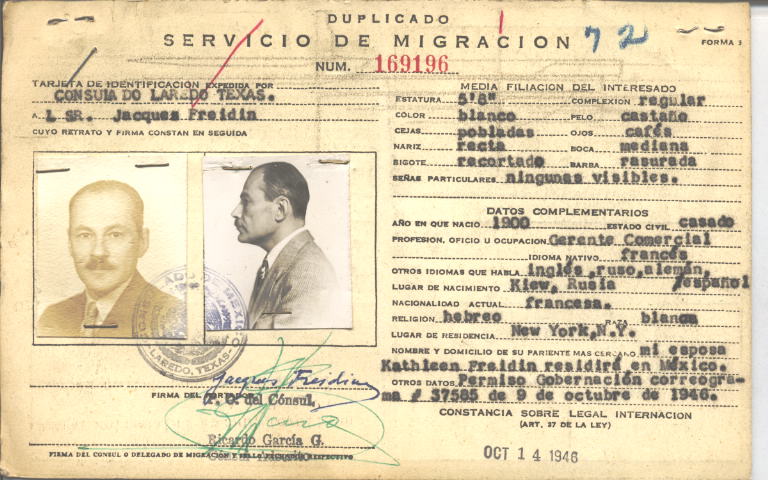 DUPLICADO
SERVICIO DE MIGRACION
72
FORMA
NUM. 169196
TARJETA DE IDENTIFICACION EXPEDIDA POR
CONSULADO LAREDO TEXAS.
A L SR. Jacques Freidin
CUYO RETRATO Y FIRMA CONSTAN EN SEGUIDA
LAREDO, TEXAS
Jacques Freidin
FIRMA DEL
P. O. del Cónsul,
Ricardo García G.
FIRMA DEL CONSUL O DELEGADO DE MIGRACION Y SELLO FECHADOR RESPECTIVO
MEDIA FILIACION DEL INTERESADO
ESTATURA 5'8" COMPLEXION regular
COLOR blanco PELO castaño
CEJAS pobladas OJOS cafés
NARIZ recta BOCA mediana
BIGOTE recortado BARBA rasurada
SEÑAS PARTICULARES ningunas visibles.
DATOS COMPLEMENTARIOS
AÑO EN QUE NACIO 1900 ESTADO CIVIL casado
PROFESION, OFICIO U OCUPACION Gerente Comercial
IDIOMA NATIVO francés
OTROS IDIOMAS QUE HABLA inglés, ruso, alemán,
LUGAR DE NACIMIENTO Kiew, Rusia /español
NACIONALIDAD ACTUAL francesa.
RELIGION hebreo RAZA blanca
LUGAR DE RESIDENCIA New York, N.Y.
NOMBRE Y DOMICILIO DE SU PARIENTE MAS CERCANO mi esposa
Kathleen Freidin residirá en México.
OTROS DATOS Permiso Gobernación correogra-
ma # 37585 de 9 de octubre de 1946.
CONSTANCIA SOBRE LEGAL INTERNACION
(ART. 37 DE LA LEY)
OCT 14 1946